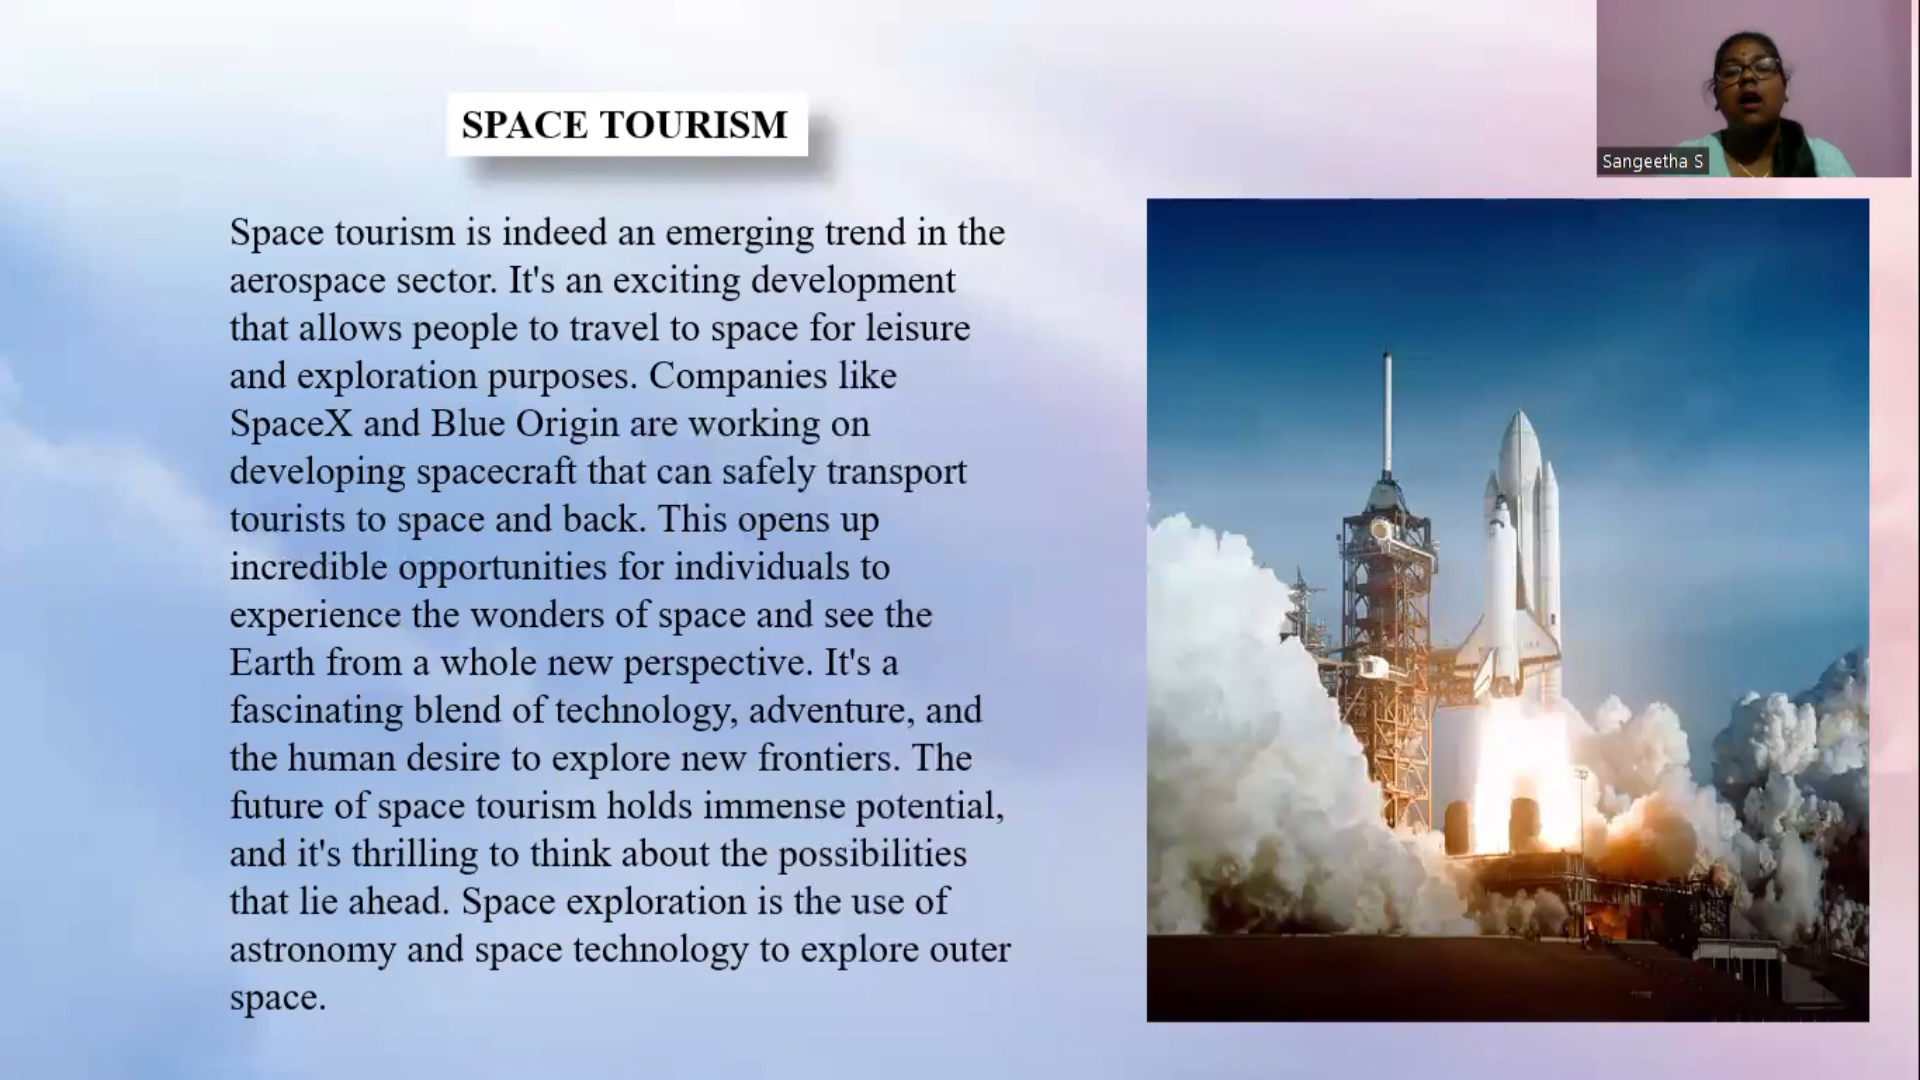 SPACE TOURISM
Space tourism is indeed an emerging trend in the
aerospace sector. It's an exciting development
that allows people to travel to space for leisure
and exploration purposes. Companies like
SpaceX and Blue Origin are working on
developing spacecraft that can safely transport
tourists to space and back. This opens up
incredible opportunities for individuals to
experience the wonders of space and see the
Earth from a whole new perspective. It's a
fascinating blend of technology, adventure, and
the human desire to explore new frontiers. The
future of space tourism holds immense potential,
and it's thrilling to think about the possibilities
that lie ahead. Space exploration is the use of
astronomy and space technology to explore outer
space.
Sangeetha S